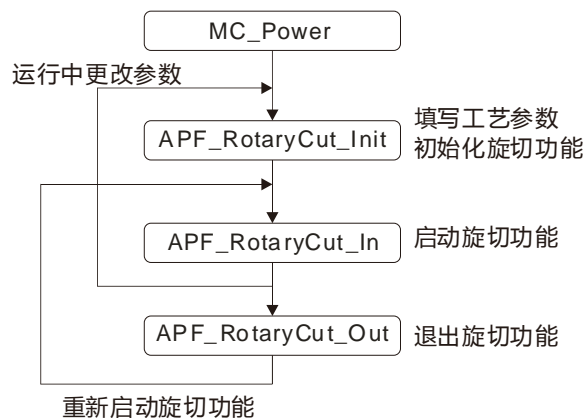 MC_Power
运行中更改参数
APF_RotaryCut_Init
填写工艺参数
初始化旋切功能
APF_RotaryCut_In
启动旋切功能
APF_RotaryCut_Out
退出旋切功能
重新启动旋切功能